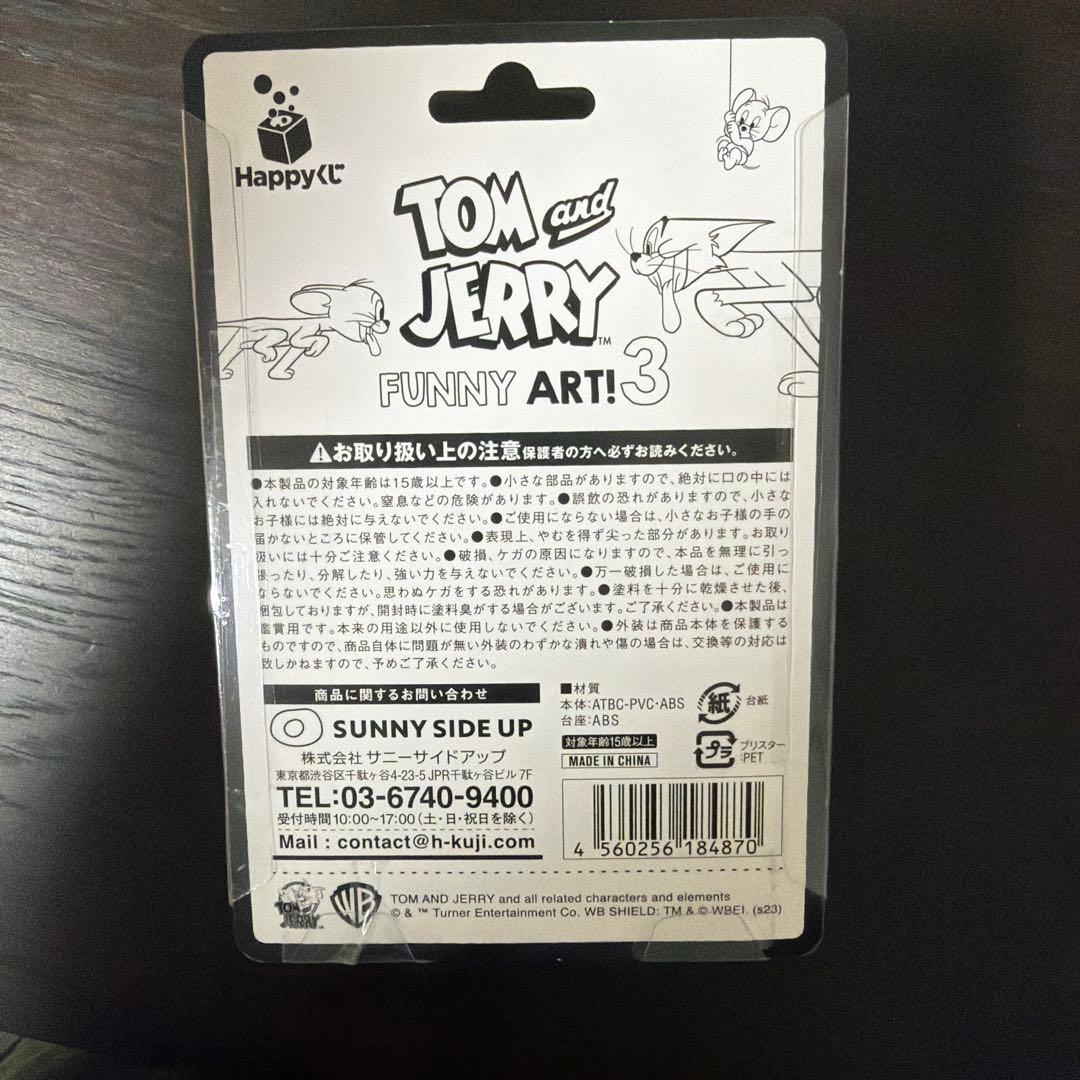 Happyくじ
TOM and
JERRY™
FUNNY ART! 3
⚠お取り扱い上の注意 保護者の方へ必ずお読みください。
●本製品の対象年齢は15歳以上です。●小さな部品がありますので、絶対に口の中には
入れないでください。窒息などの危険があります。●誤飲の恐れがありますので、小さな
お子様には絶対に与えないでください。●ご使用にならない場合は、小さなお子様の手の
届かないところに保管してください。●表現上、やむを得ず尖った部分があります。お取り
扱いには十分ご注意ください。●破損、ケガの原因になりますので、本品を無理に引っ
張ったり、分解したり、強い力を与えないでください。●万一破損した場合は、ご使用に
ならないでください。思わぬケガをする恐れがあります。●塗料を十分に乾燥させた後、
梱包しておりますが、開封時に塗料臭がする場合がございます。ご了承ください。●本製品は
鑑賞用です。本来の用途以外に使用しないでください。●外装は商品本体を保護する
ものですので、商品自体に問題が無い外装のわずかな潰れや傷の場合は、交換等の対応は
致しかねますので、予めご了承ください。
商品に関するお問い合わせ
SUNNY SIDE UP
株式会社 サニーサイドアップ
東京都渋谷区千駄ヶ谷4-23-5 JPR千駄ヶ谷ビル 7F
TEL:03-6740-9400
受付時間10:00~17:00(土・日・祝日を除く)
Mail : contact@h-kuji.com
■材質
本体:ATBC-PVC・ABS
台座:ABS
対象年齢15歳以上
MADE IN CHINA
紙 台紙
プラ ブリスター
:PET
4 560256 184870
TOM and JERRY™
WB
TOM AND JERRY and all related characters and elements
© & ™ Turner Entertainment Co. WB SHIELD: TM & © WBEI. (s23)